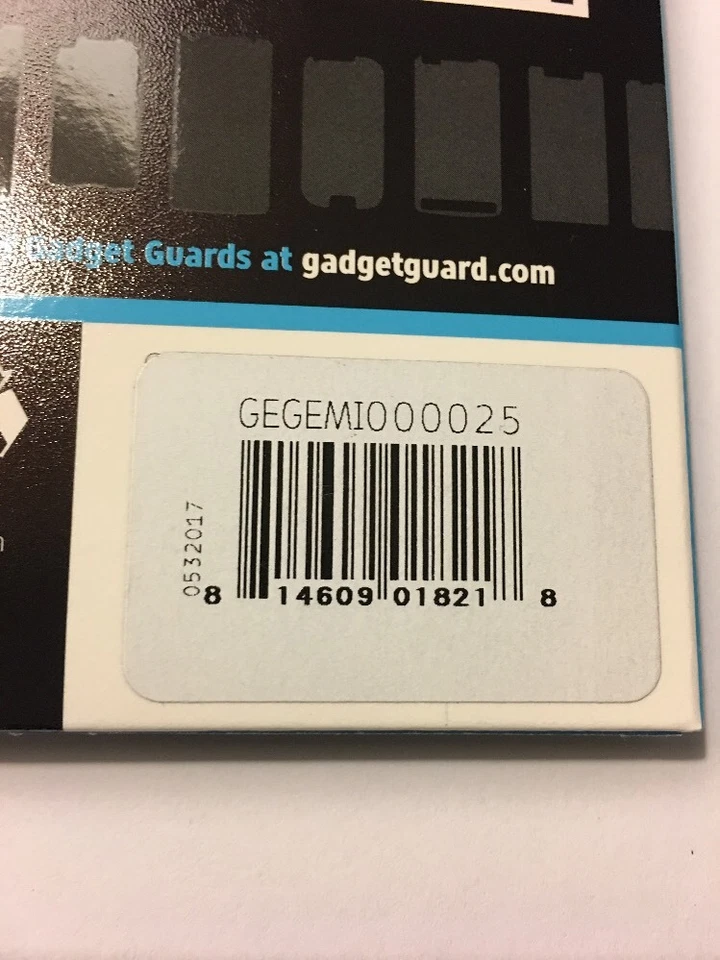 Gadget Guards at gadgetguard.com
GEGEMI000025
0532017
8 14609 01821 8